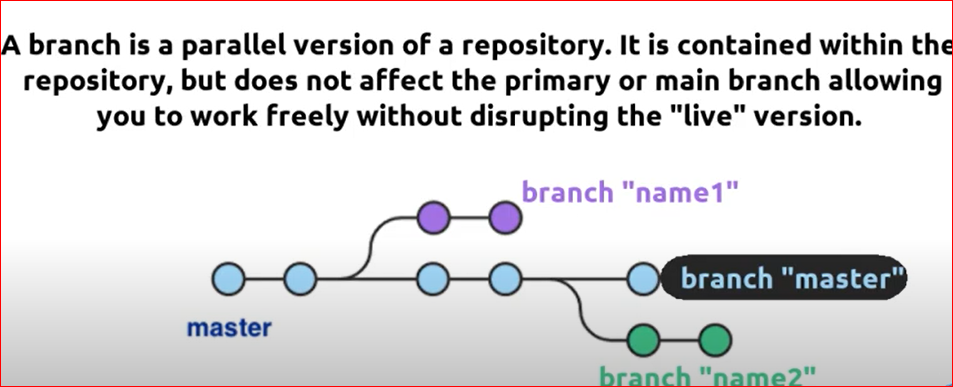 A branch is a parallel version of a repository. It is contained within the
repository, but does not affect the primary or main branch allowing
you to work freely without disrupting the "live" version.
branch "name1"
branch "master"
master
branch "name2"